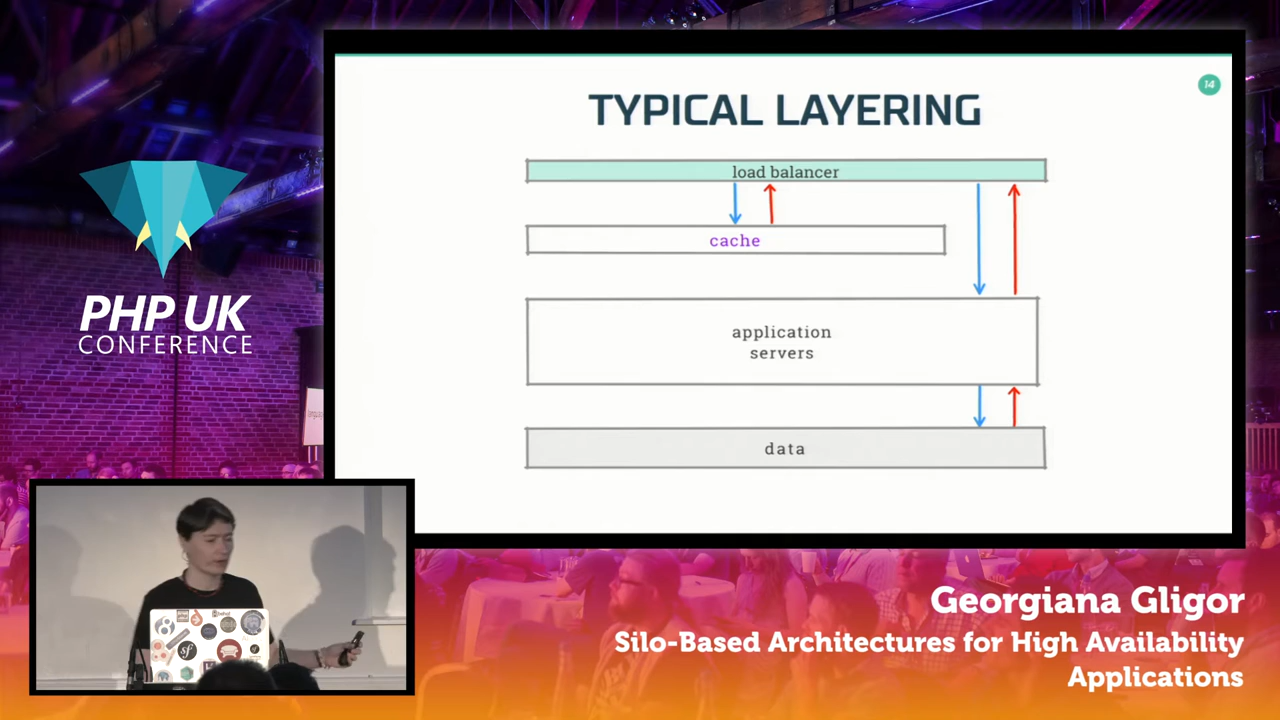 14
TYPICAL LAYERING
load balancer
cache
application
servers
data
PHP UK
CONFERENCE
sf
Georgiana Gligor
Silo-Based Architectures for High Availability
Applications